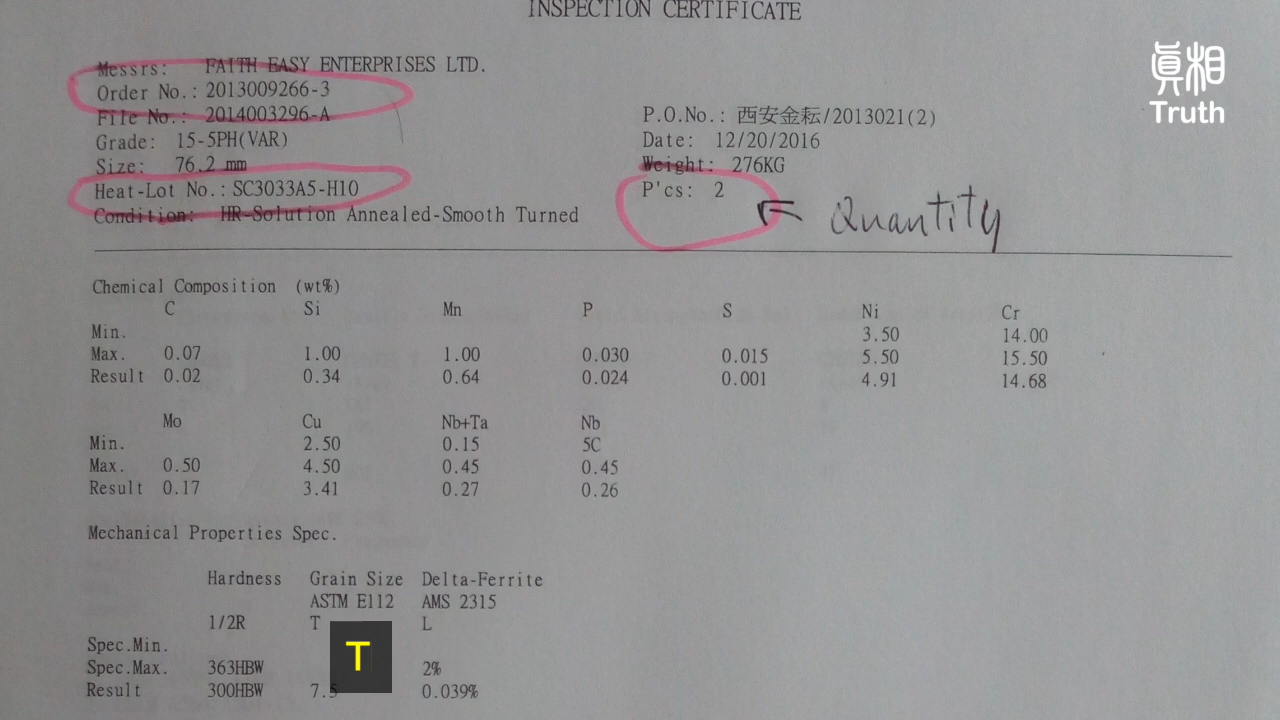 INSPECTION CERTIFICATE
真相
Truth
Messrs: FAITH EASY ENTERPRISES LTD.
Order No.: 2013009266-3
File No.: 2014003296-A P.O.No.: 西安金耘/2013021(2)
Grade: 15-5PH(VAR) Date: 12/20/2016
Size: 76.2 mm Weight: 276KG
Heat-Lot No.: SC3033A5-H10 P'cs: 2
Condition: HR-Solution Annealed-Smooth Turned Quantity
Chemical Composition (wt%)
C Si Mn P S Ni Cr
Min. 3.50 14.00
Max. 0.07 1.00 1.00 0.030 0.015 5.50 15.50
Result 0.02 0.34 0.64 0.024 0.001 4.91 14.68
Mo Cu Nb+Ta Nb
Min. 2.50 0.15 5C
Max. 0.50 4.50 0.45 0.45
Result 0.17 3.41 0.27 0.26
Mechanical Properties Spec.
Hardness Grain Size Delta-Ferrite
ASTM E112 AMS 2315
1/2R T L
Spec.Min.
T
Spec.Max. 363HBW 2%
Result 300HBW 7.5 0.039%